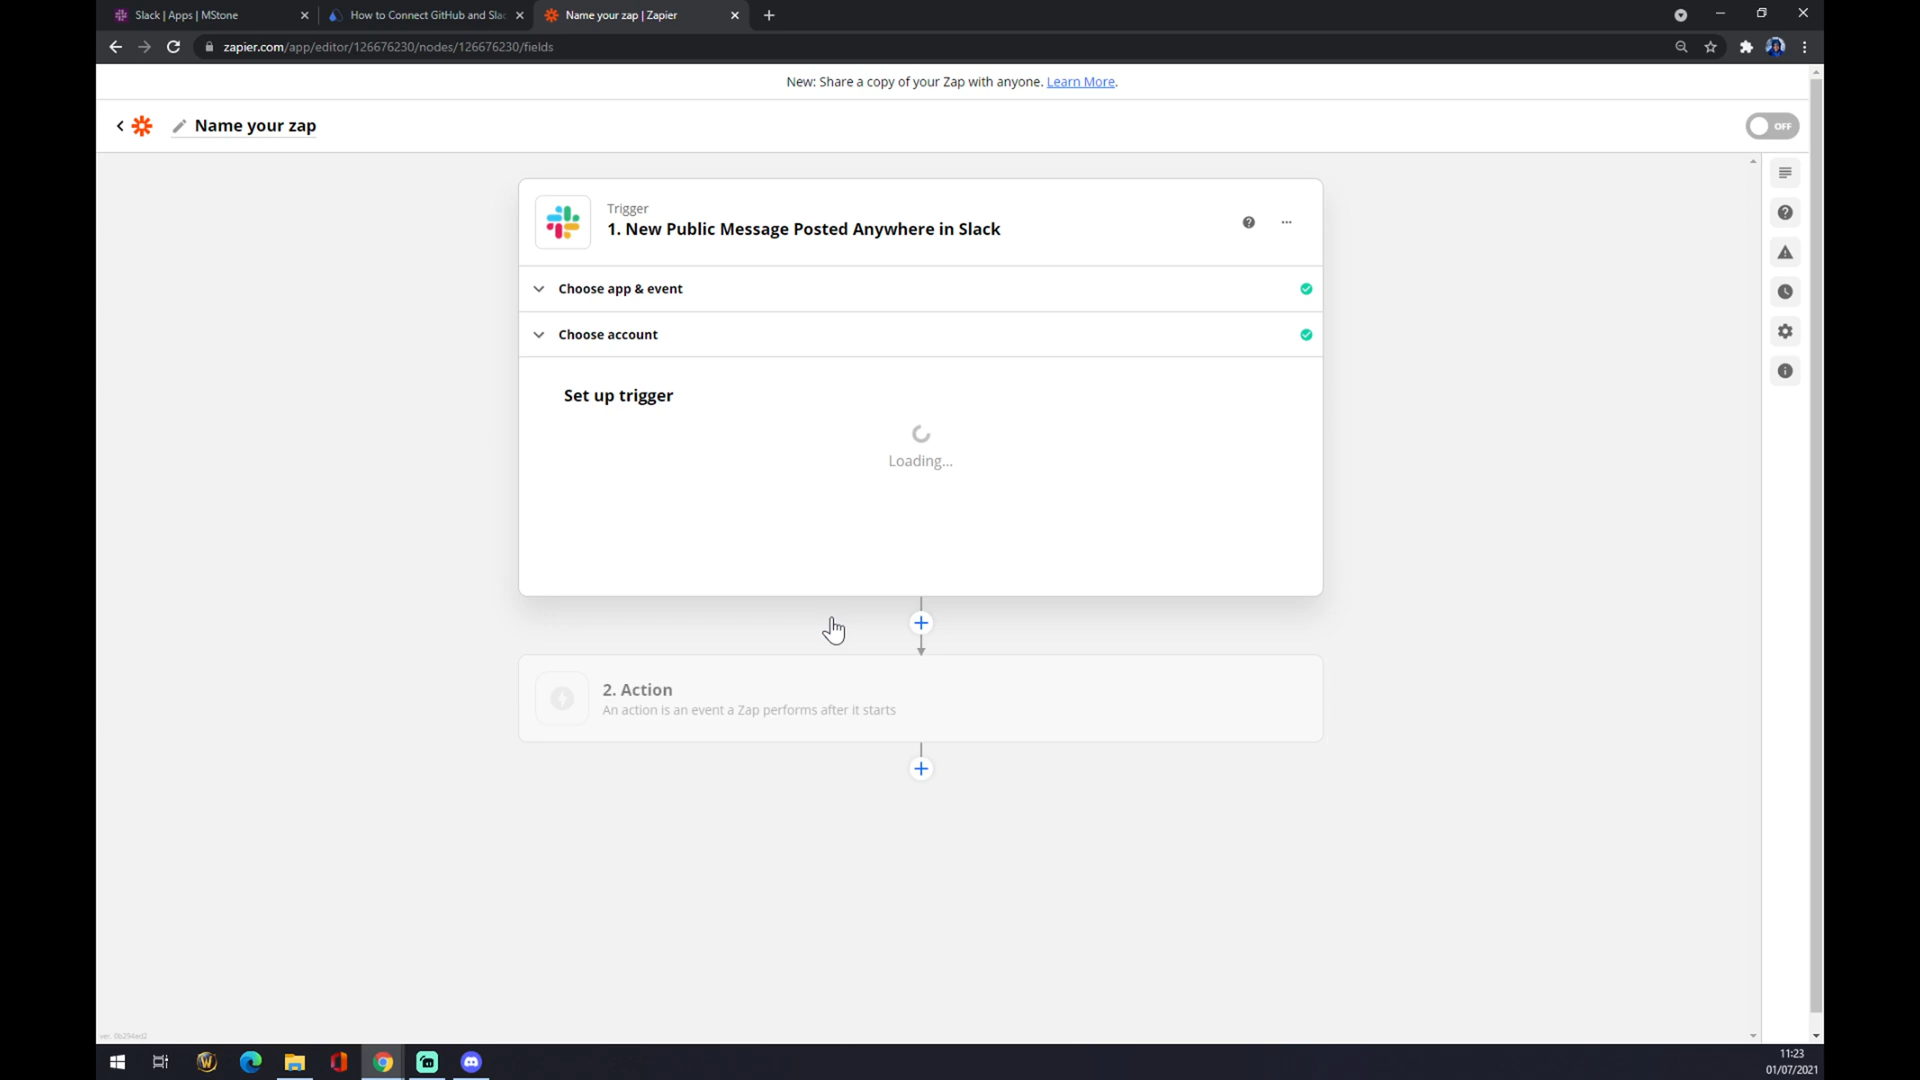 Slack | Apps | MStone
How to Connect GitHub and Slac
Name your zap | Zapier
zapier.com/app/editor/126676230/nodes/126676230/fields
New: Share a copy of your Zap with anyone. Learn More.
Name your zap
OFF
Trigger
1. New Public Message Posted Anywhere in Slack
Choose app & event
Choose account
Set up trigger
Loading...
2. Action
An action is an event a Zap performs after it starts
ver. 0b294ed2
11:23
01/07/2021